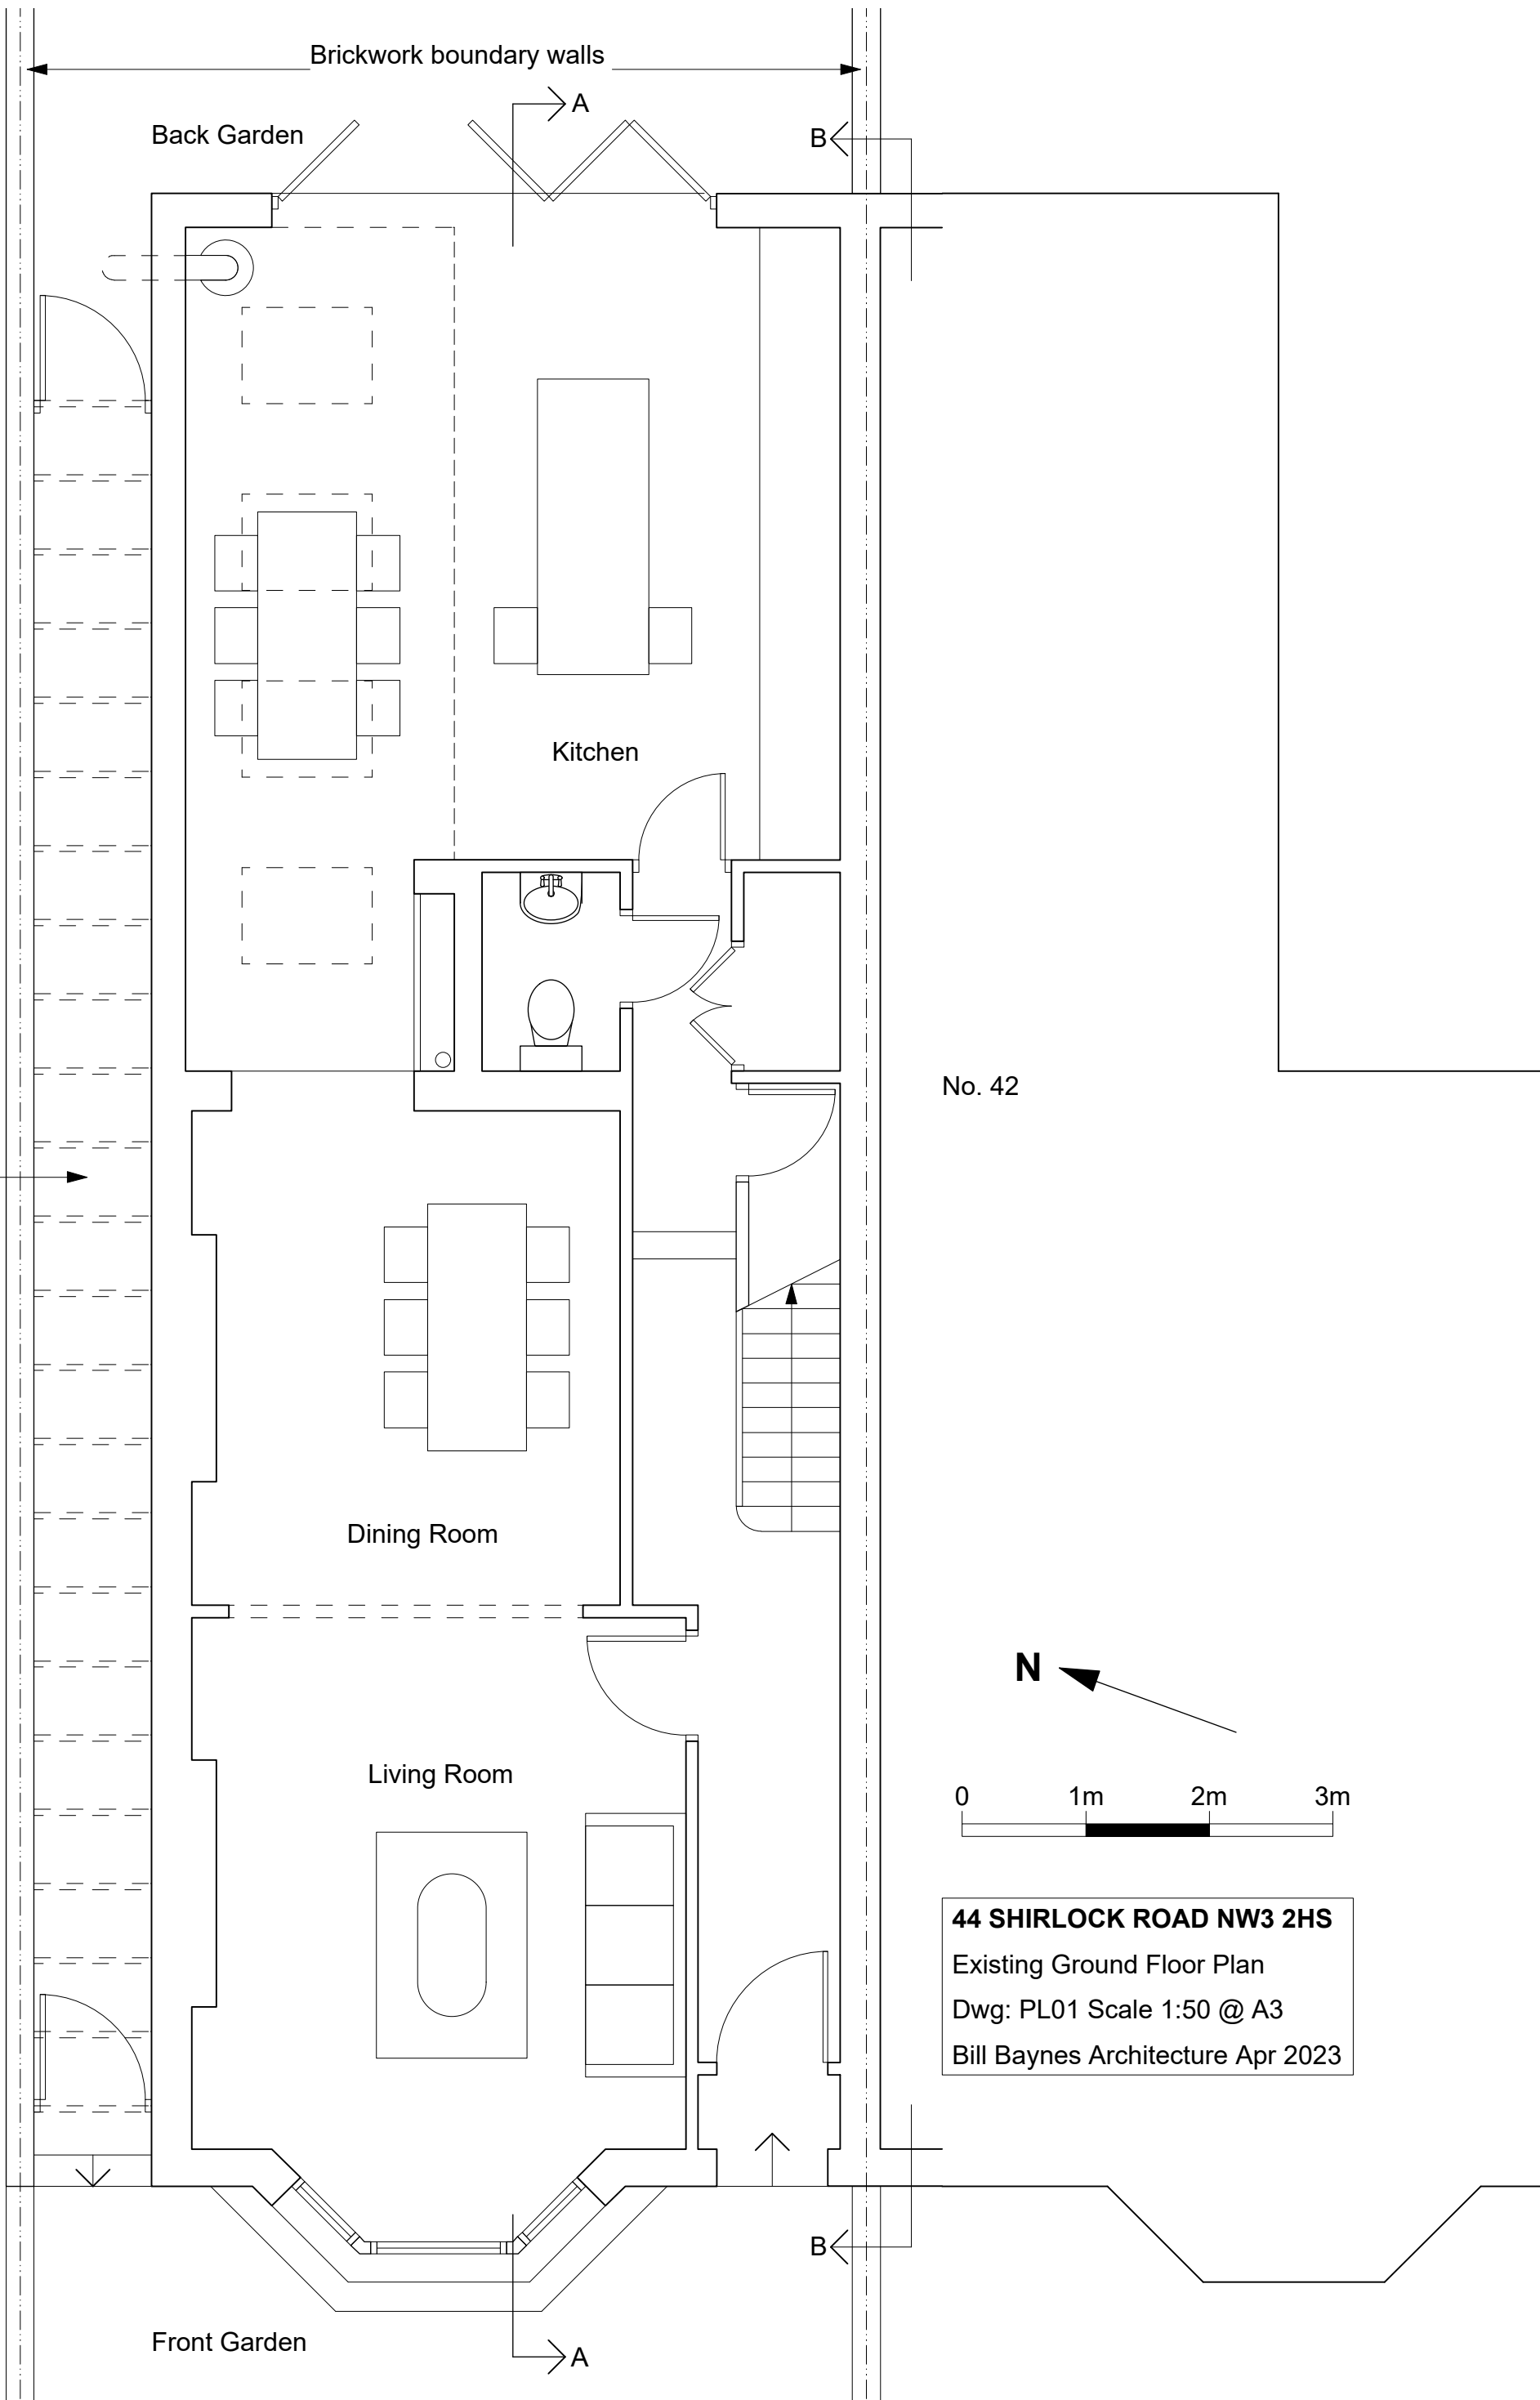 Brickwork boundary walls
A
Back Garden
B
Kitchen
No. 42
Dining Room
N
Living Room
0 1m 2m 3m
44 SHIRLOCK ROAD NW3 2HS
Existing Ground Floor Plan
Dwg: PL01 Scale 1:50 @ A3
Bill Baynes Architecture Apr 2023
B
Front Garden
A